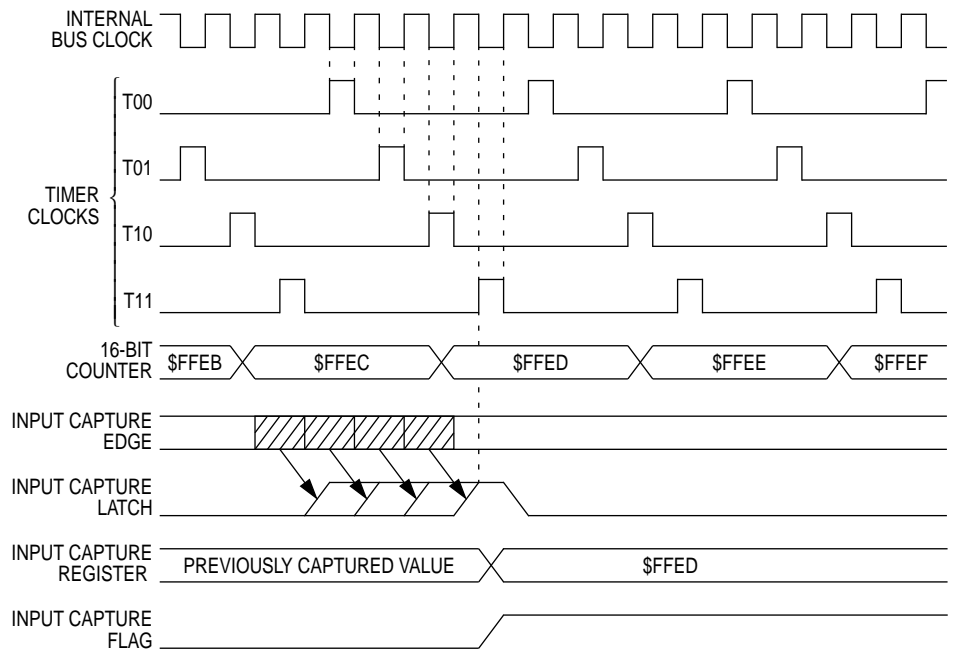 INTERNAL
BUS CLOCK
T00
T01
TIMER
CLOCKS
T10
T11
16-BIT
COUNTER
$FFEB
$FFEC
$FFED
$FFEE
$FFEF
INPUT CAPTURE
EDGE
INPUT CAPTURE
LATCH
INPUT CAPTURE
REGISTER
PREVIOUSLY CAPTURED VALUE
$FFED
INPUT CAPTURE
FLAG